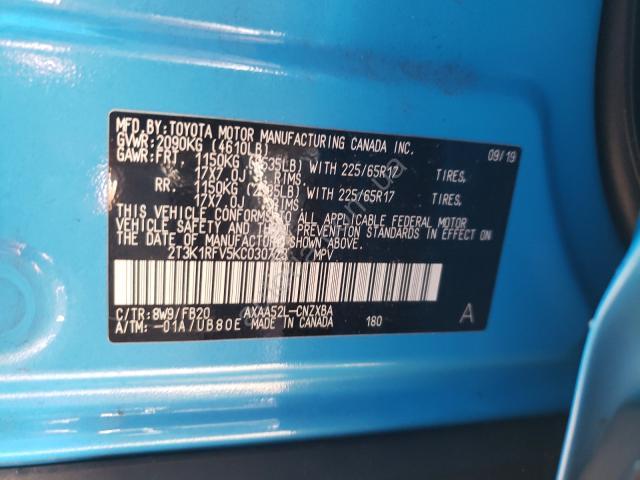 MFD. BY: TOYOTA MOTOR MANUFACTURING CANADA INC.
GVWR: 2090KG (4610LB) 09/19
GAWR: FRT. 1150KG (2535LB) WITH 225/65R17 TIRES,
17X7.0J RIMS
RR. 1150KG (2535LB) WITH 225/65R17 TIRES,
17X7.0J RIMS
THIS VEHICLE CONFORMS TO ALL APPLICABLE FEDERAL MOTOR
VEHICLE SAFETY AND THEFT PREVENTION STANDARDS IN EFFECT ON
THE DATE OF MANUFACTURE SHOWN ABOVE.
MPV
C/TR: 8W9/FB20 AXAA52L-CNZXBA
A/TM: -01A/UB80E MADE IN CANADA 180 A